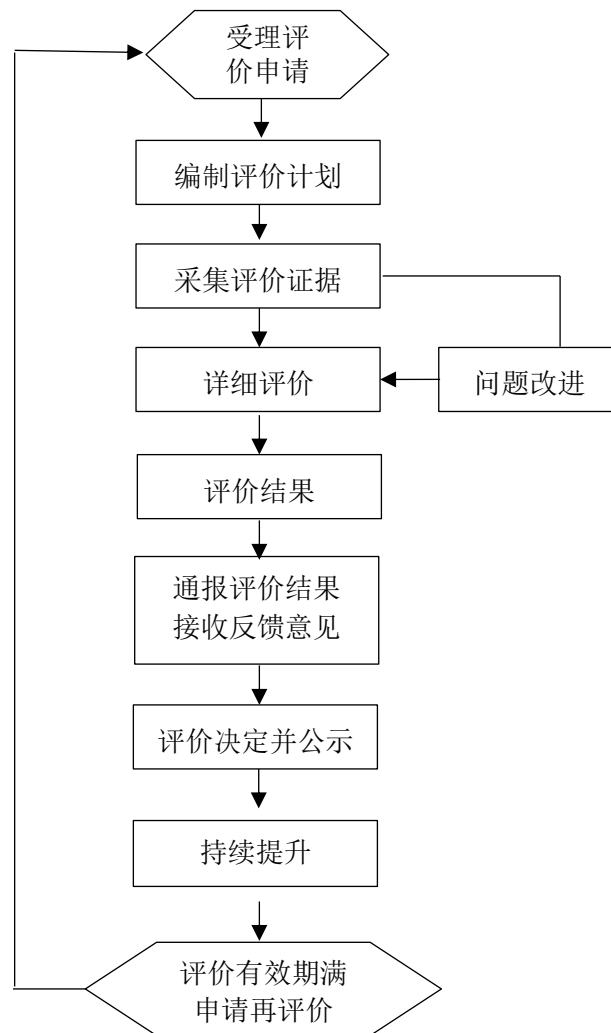 受理评
价申请
编制评价计划
采集评价证据
详细评价
问题改进
评价结果
通报评价结果
接收反馈意见
评价决定并公示
持续提升
评价有效期满
申请再评价